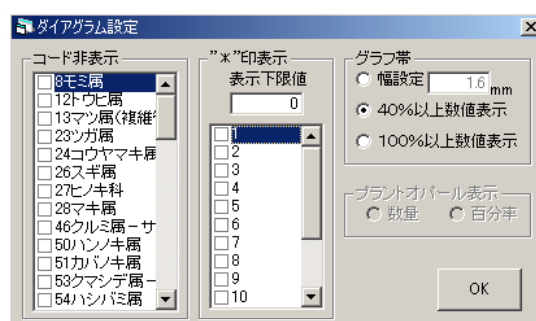 ダイアグラム設定
コード非表示
8モミ属
12トウヒ属
13マツ属(複維
23ツガ属
24コウヤマキ属
26スギ属
27ヒノキ科
28マキ属
46クルミ属－サ
50ハンノキ属
51カバノキ属
53クマシデ属－
54ハシバミ属
"＊"印表示
表示下限値
0
1
2
3
4
5
6
7
8
9
10
グラフ帯
幅設定 1.6 mm
40%以上数値表示
100%以上数値表示
プラントオパール表示
数量 百分率
OK